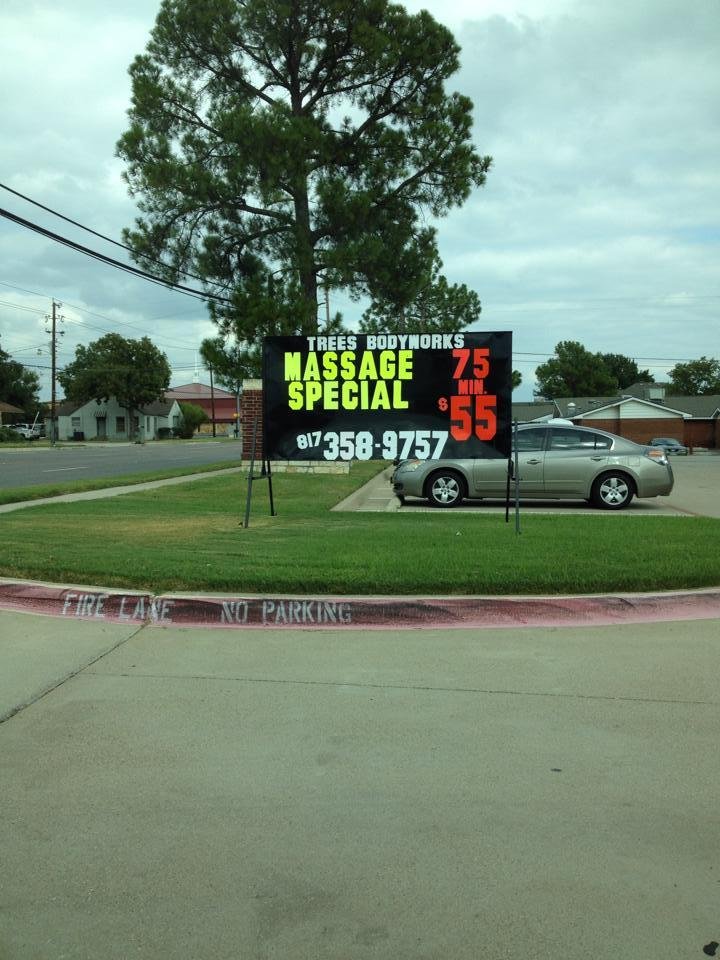 TREES BODYWORKS
MASSAGE SPECIAL
75 MIN.
$55
817 358-9757
FIRE LANE NO PARKING